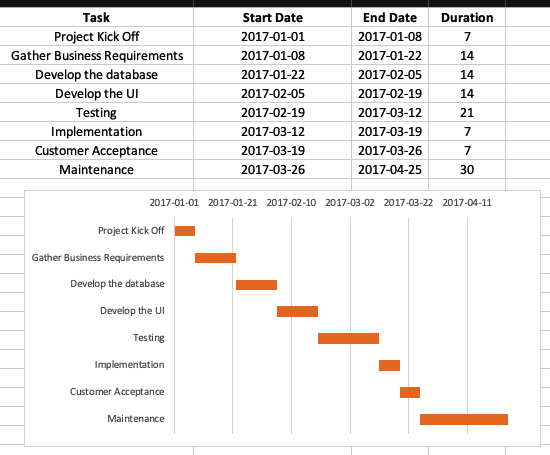 Task Start Date End Date Duration
Project Kick Off 2017-01-01 2017-01-08 7
Gather Business Requirements 2017-01-08 2017-01-22 14
Develop the database 2017-01-22 2017-02-05 14
Develop the UI 2017-02-05 2017-02-19 14
Testing 2017-02-19 2017-03-12 21
Implementation 2017-03-12 2017-03-19 7
Customer Acceptance 2017-03-19 2017-03-26 7
Maintenance 2017-03-26 2017-04-25 30
2017-01-01 2017-01-21 2017-02-10 2017-03-02 2017-03-22 2017-04-11
Project Kick Off
Gather Business Requirements
Develop the database
Develop the UI
Testing
Implementation
Customer Acceptance
Maintenance